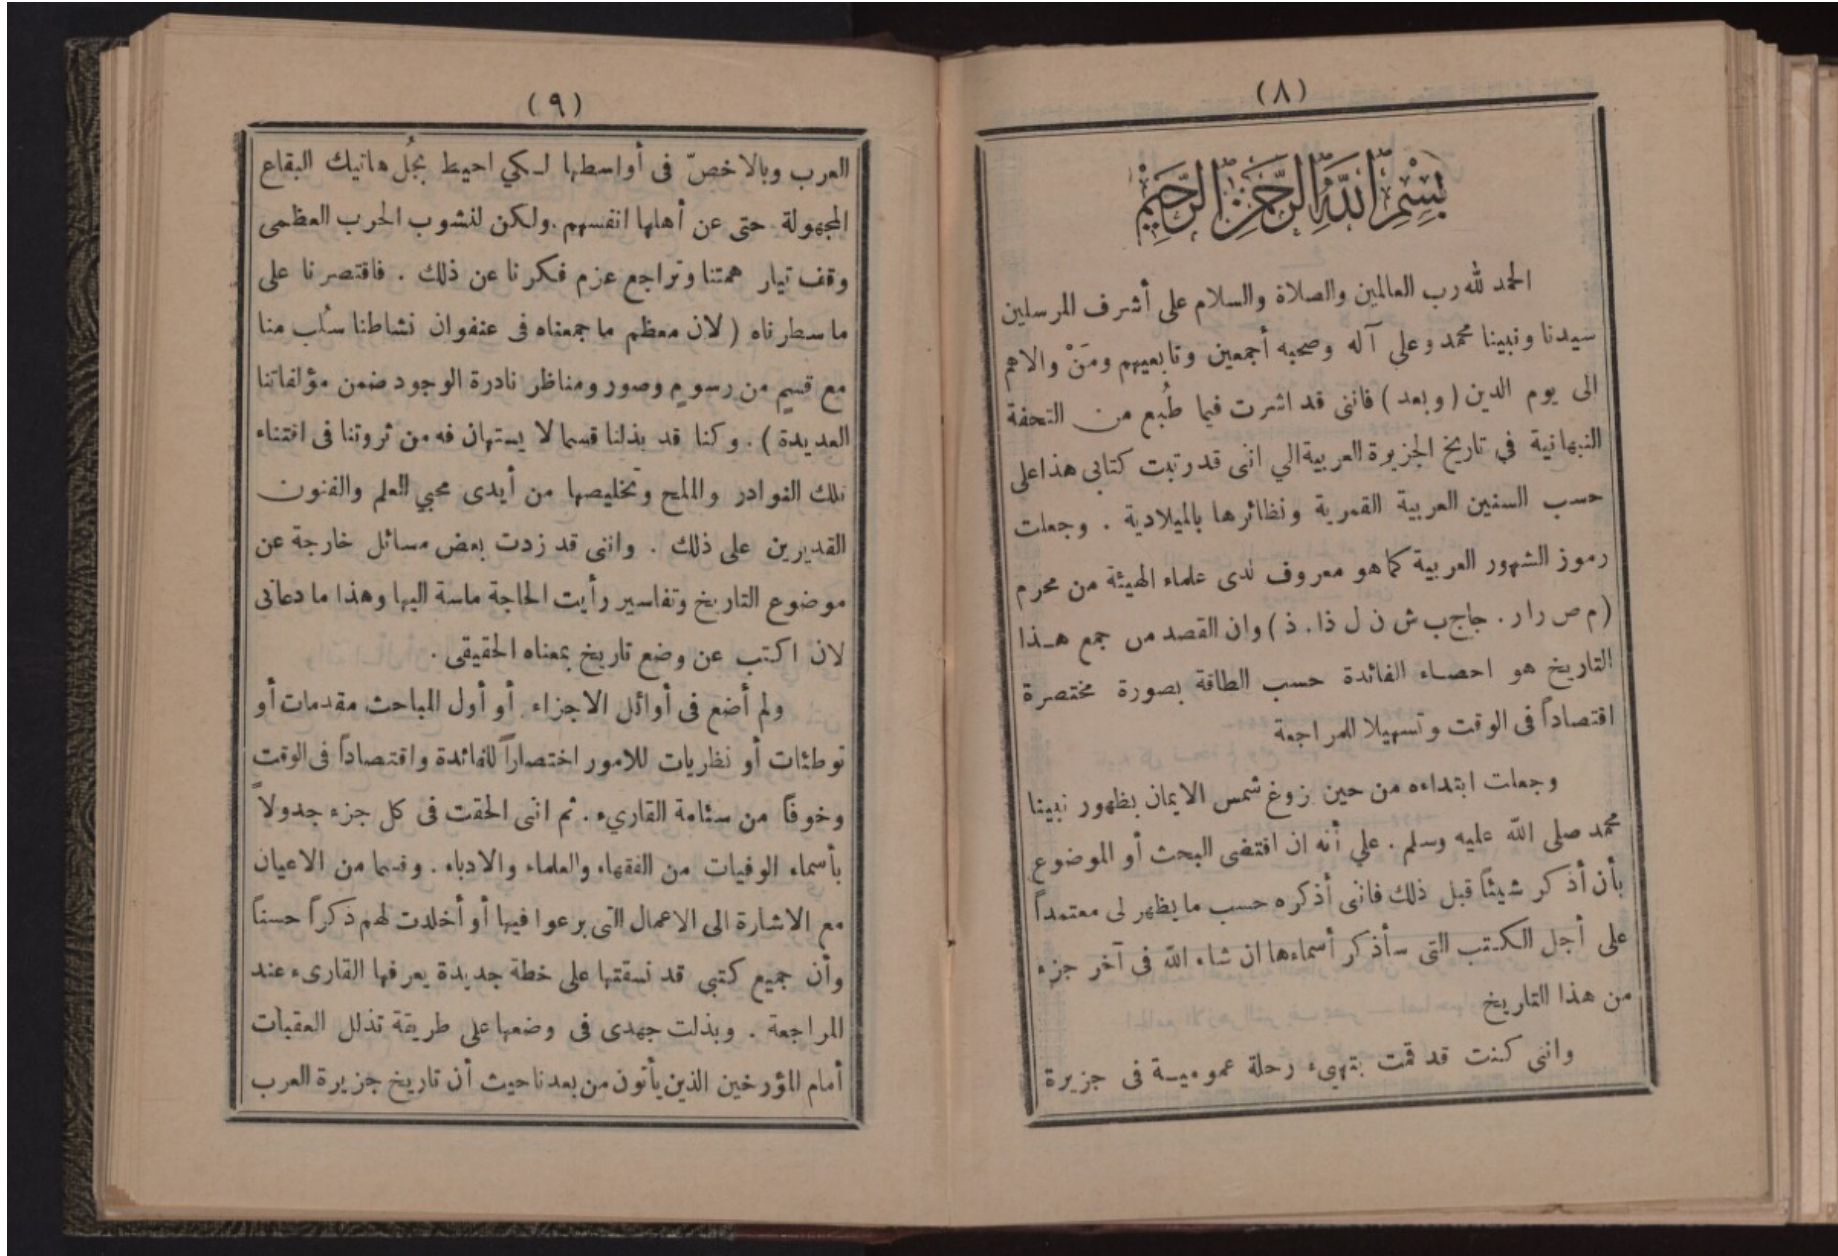 (٨)
بسم الله الرحمن الرحيم
الحمد لله رب العالمين والصلاة والسلام على أشرف المرسلين
سيدنا ونبينا محمد وعلي آله وصحبه أجمعين وتابعيهم ومَنْ والاهم
الى يوم الدين (وبعد) فانى قد اشرت فيما طُبع من التحفة
النبهانية في تاريخ الجزيرة العربية الي انى قد رتبت كتابى هذا على
حسب السنين العربية القمرية ونظائرها بالميلادية . وجعلت
رموز الشهور العربية كما هو معروف لدى علماء الهيئة من محرم
(م ص را ر . جا ج ب ش ن ل ذا . ذ) وان القصد من جمع هـذا
التاريخ هو احصاء الفائدة حسب الطاقة بصورة مختصرة
اقتصاداً فى الوقت وتسهيلا للمراجعة
وجعلت ابتداءه من حين بزوغ شمس الايمان بظهور نبينا
محمد صلى الله عليه وسلم . علي أنه ان اقتضى البحث أو الموضوع
بأن أذكر شيئاً قبل ذلك فانى أذكره حسب ما يظهر لى معتمداً
على أجل الكتب التى سأذكر أسماءها ان شاء الله فى آخر جزء
من هذا التاريخ
وانى كنت قد قمت بتهيء رحلة عموميـة فى جزيرة
(٩)
العرب وبالاخصّ فى أواسطها لـكي احيط بجُل هاتيك البقاع
المجهولة حتى عن أهلها انفسهم . ولكن لنشوب الحرب العظمى
وقف تيار همتنا وتراجع عزم فكرنا عن ذلك . فاقتصرنا على
ما سطرناه (لان معظم ما جمعناه فى عنفوان نشاطنا سُلب منا
مع قسيم من رسوم وصور ومناظر نادرة الوجود ضمن مؤلفاتنا
العديدة) . وكنا قد بذلنا قسما لا يستهان فه من ثروتنا فى اقتناء
تلك النوادر والملح وتخليصها من أيدى محبي العلم والفنون
القديرين على ذلك . وانى قد زدت بعض مسائل خارجة عن
موضوع التاريخ وتفاسير رأيت الحاجة ماسة اليها وهذا ما دعانى
لان اكتب عن وضع تاريخ بمعناه الحقيقى .
ولم أضع فى أوائل الاجزاء أو أول المباحث مقدمات أو
توطئات أو نظريات للامور اختصاراً للفائدة واقتصاداً فى الوقت
وخوفاً من سئامة القاريء . ثم انى الحقت فى كل جزء جدولاً
بأسماء الوفيات من الفقهاء والعلماء والادباء . وقسما من الاعيان
مع الاشارة الى الاعمال التى برعوا فيها أو أخلدت لهم ذكراً حسناً
وأن جميع كتبي قد نسقتها على خطة جديدة يعرفها القارىء عند
المراجعة . وبذلت جهدى فى وضعها على طريقة تذلل العقبات
أمام المؤرخين الذين يأتون من بعدنا حيث أن تاريخ جزيرة العرب